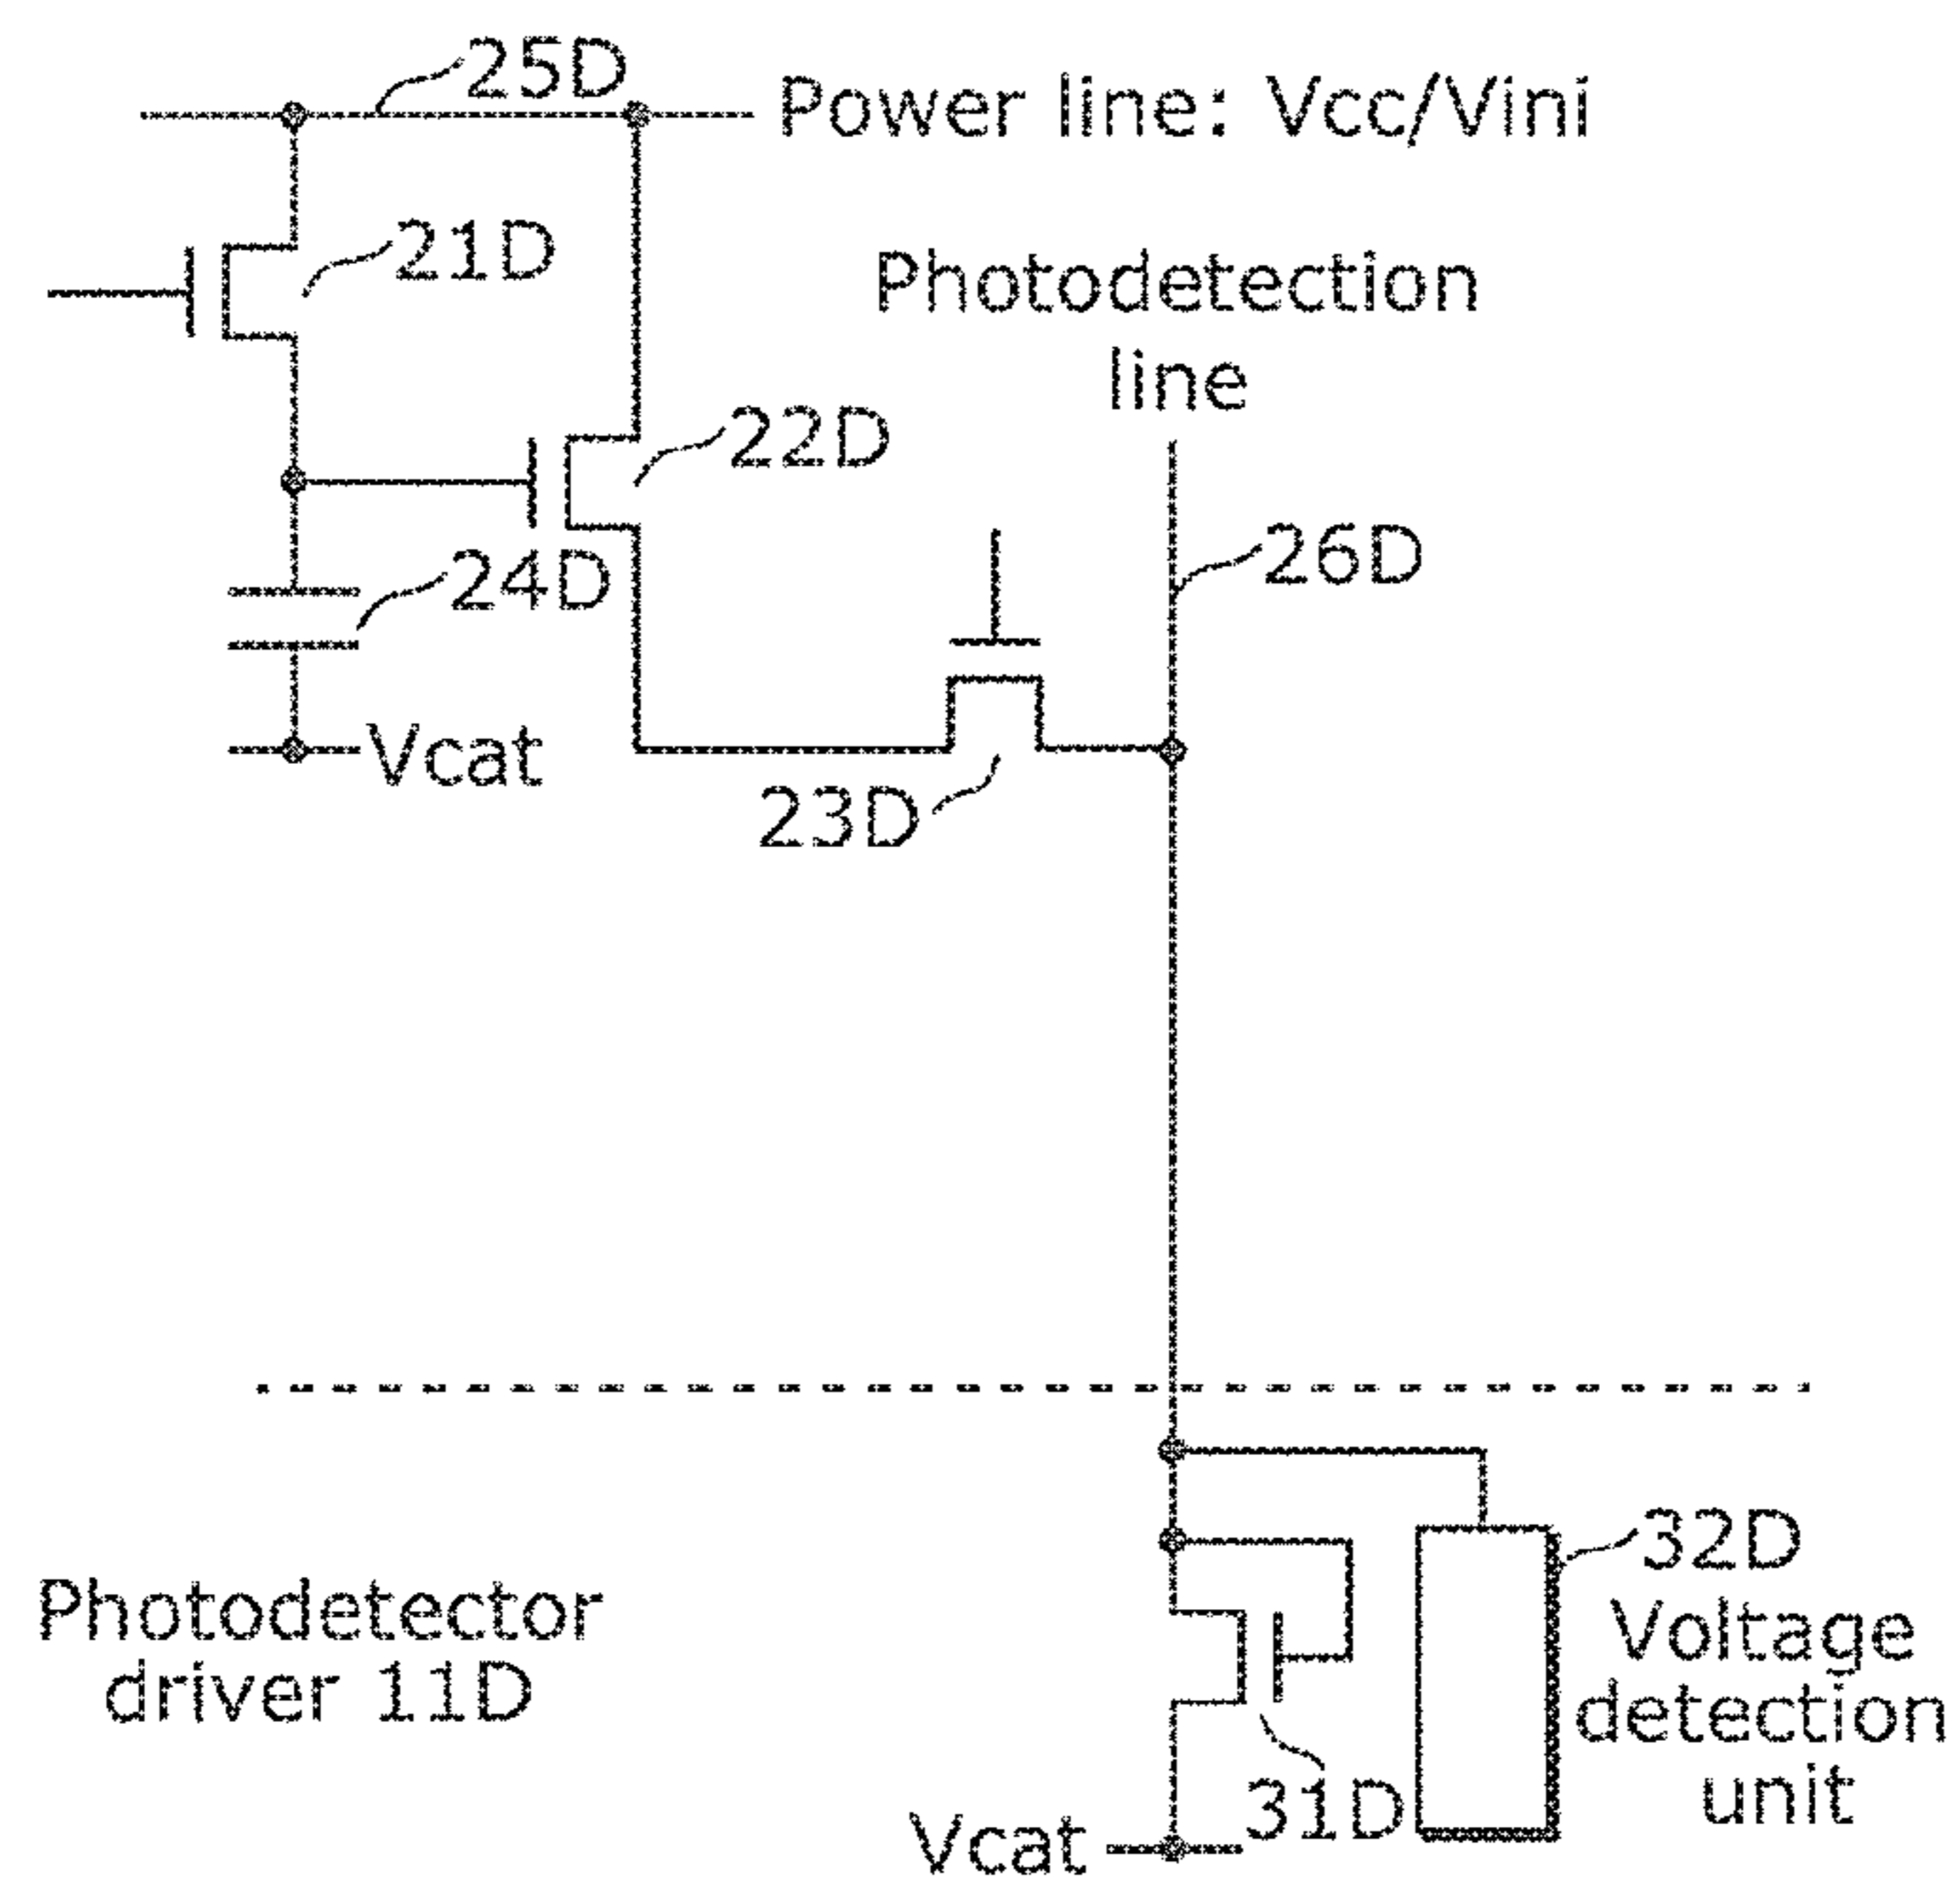 25D
Power line: Vcc/Vini
21D
Photodetection
line
22D
26D
24D
Vcat
23D
32D
Voltage
detection
unit
Photodetector
driver 11D
31D
Vcat